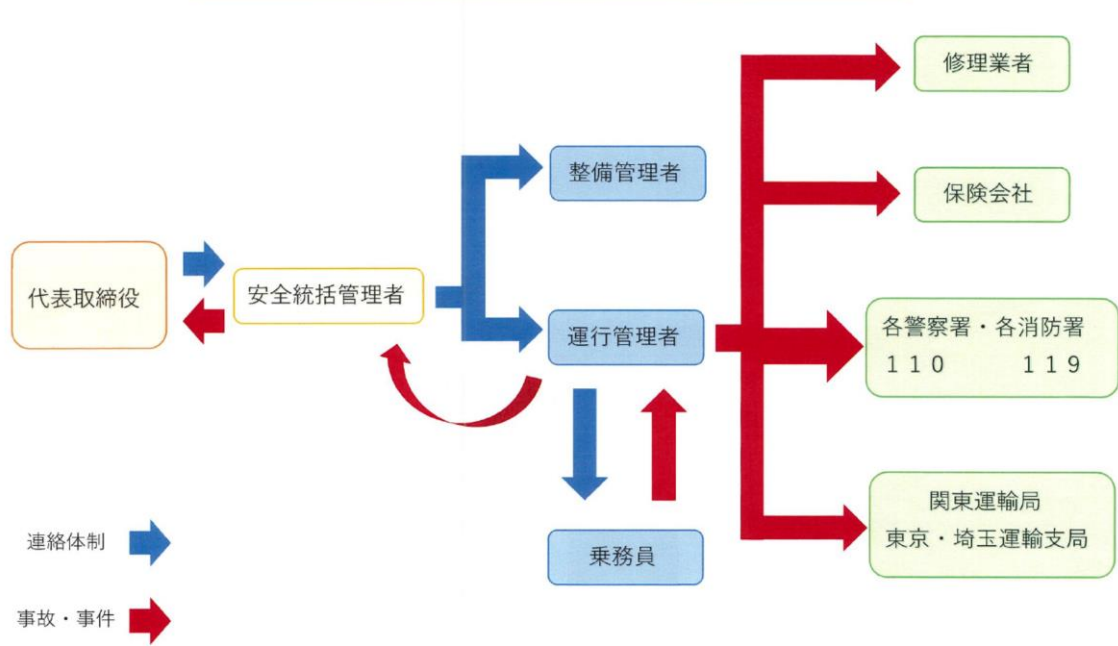 修理業者
整備管理者
保険会社
代表取締役
安全統括管理者
運行管理者
各警察署・各消防署
１１０　　１１９
乗務員
関東運輸局
東京・埼玉運輸支局
連絡体制
事故・事件